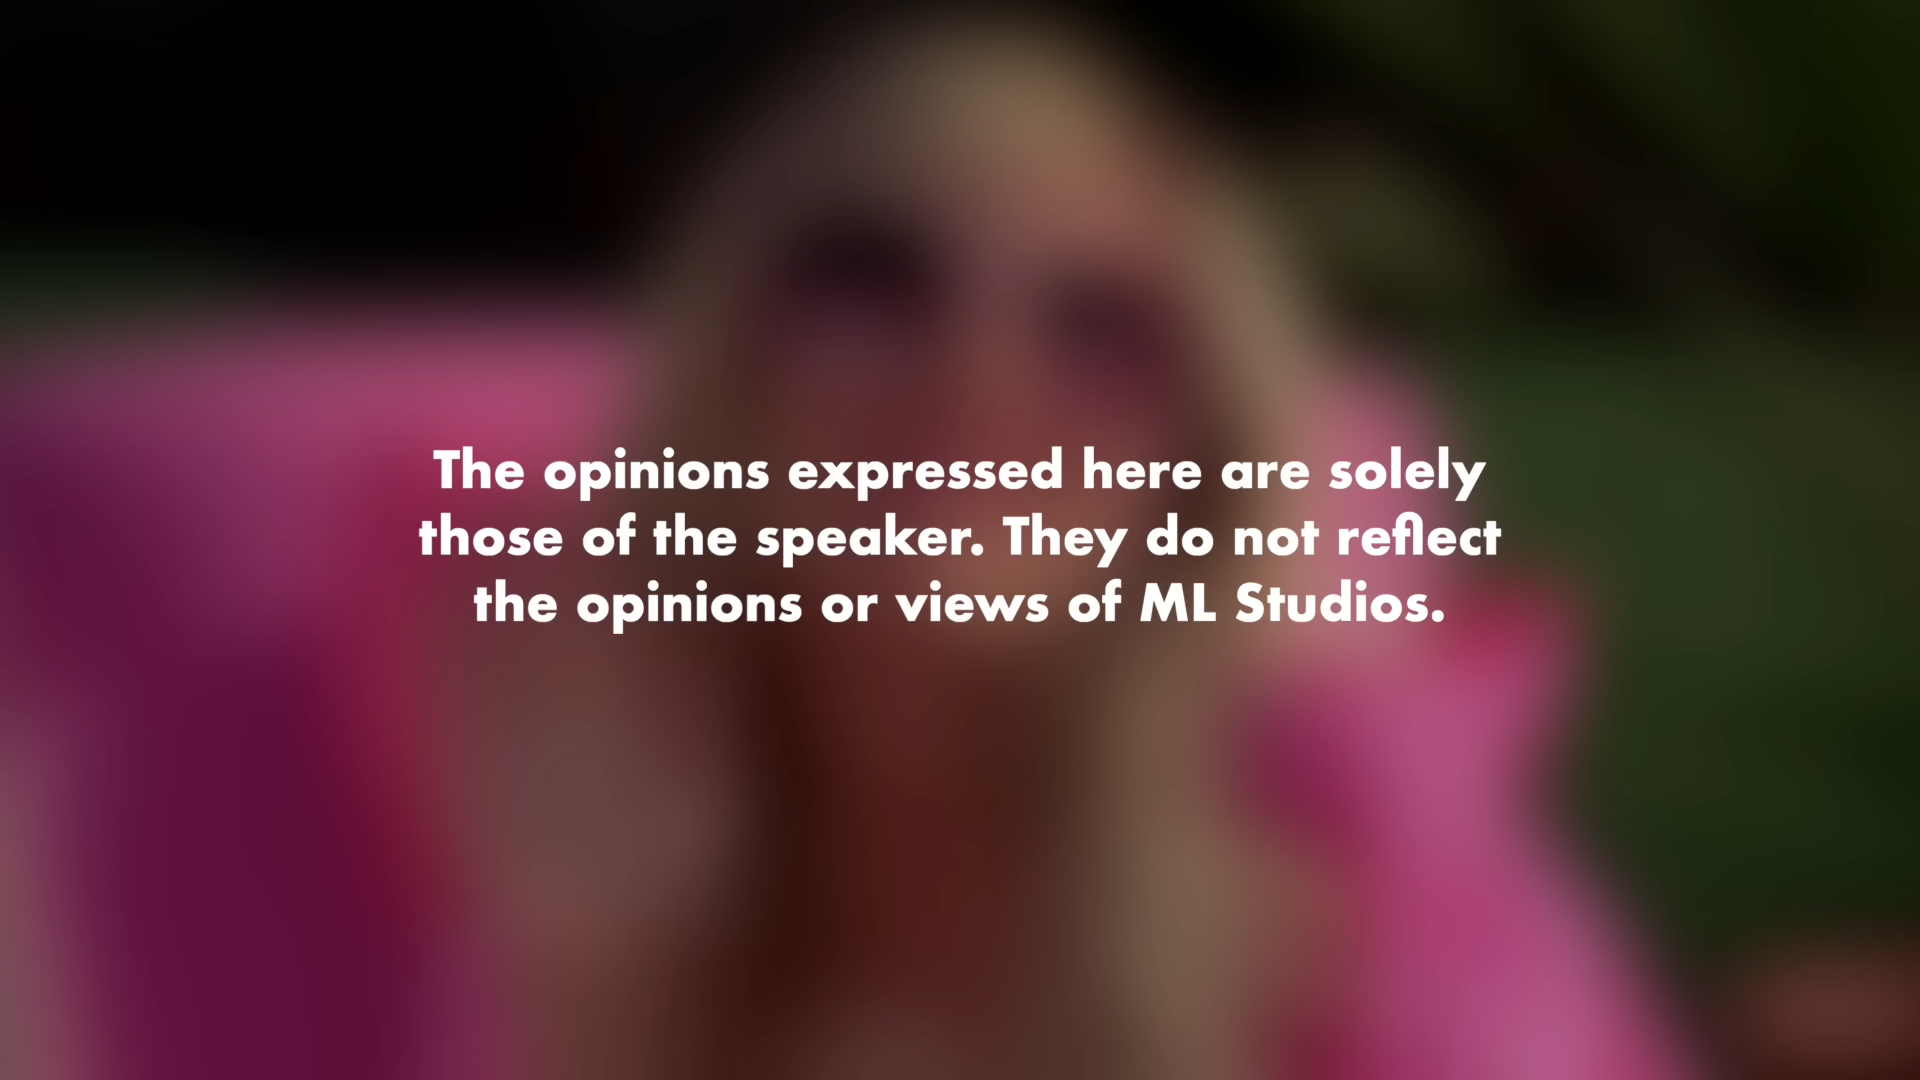 The opinions expressed here are solely
those of the speaker. They do not reflect
the opinions or views of ML Studios.